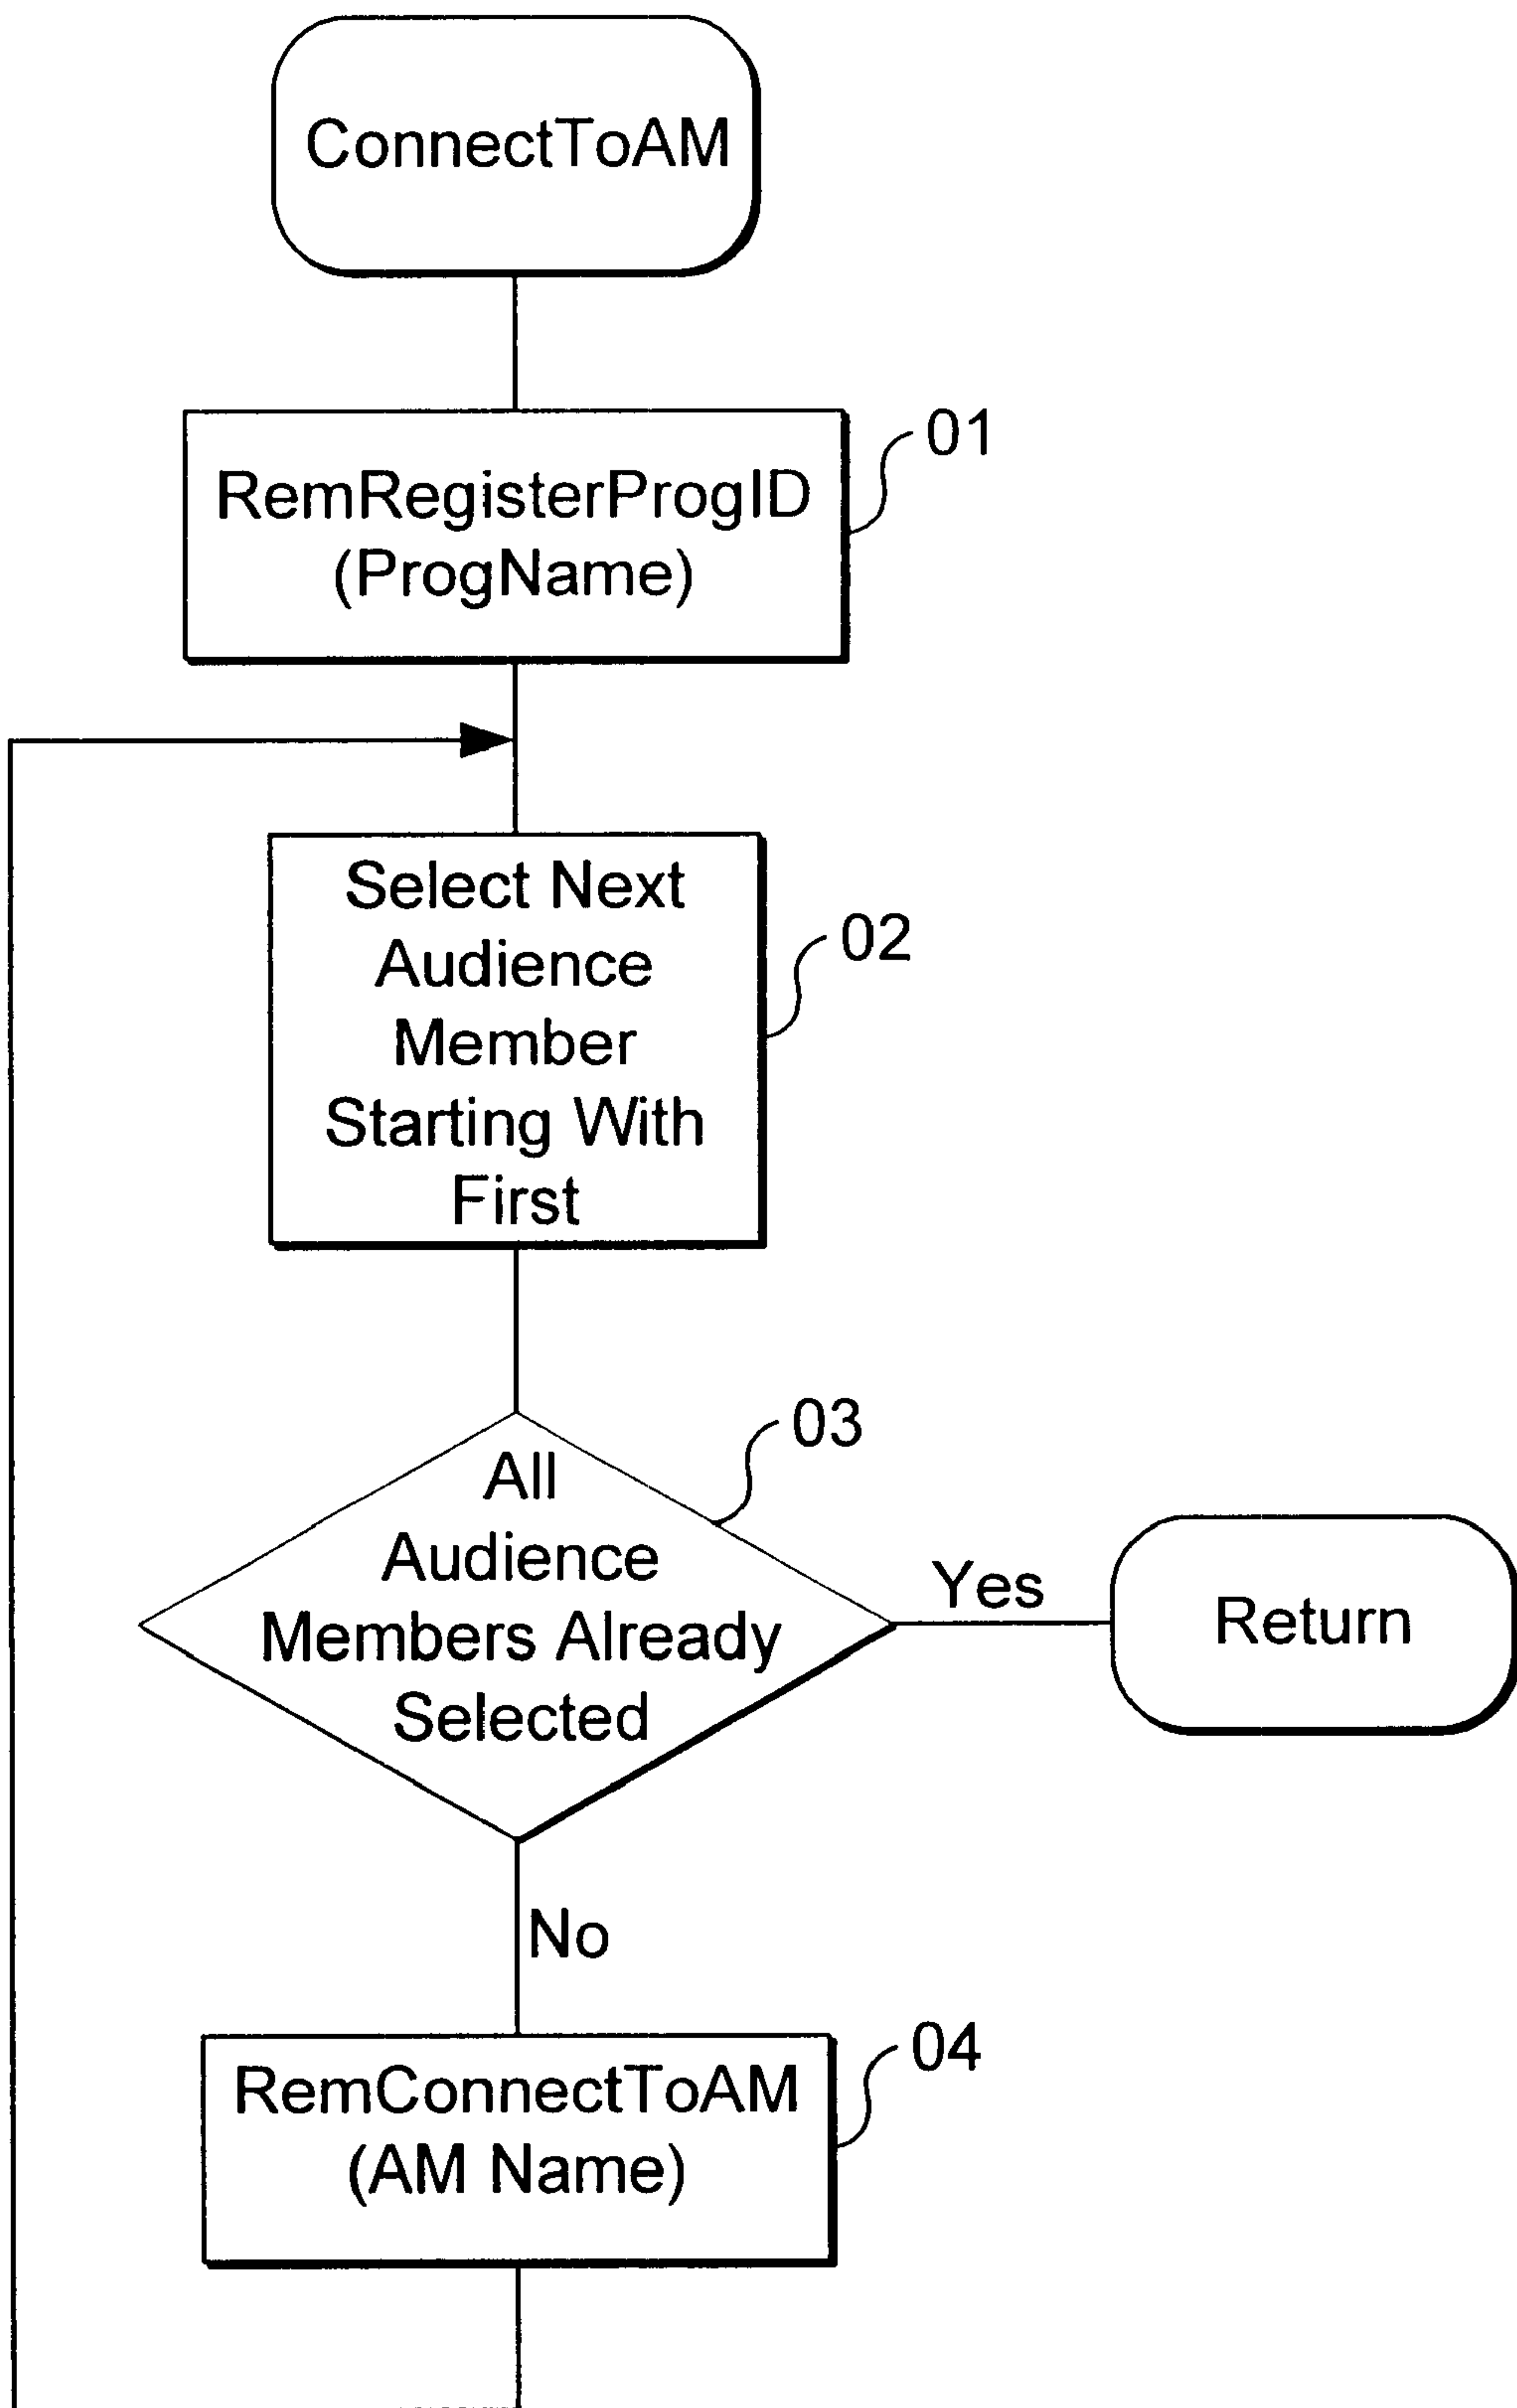 ConnectToAM
01
RemRegisterProgID
(ProgName)
Select Next
Audience
Member
Starting With
First
02
03
All
Audience
Members Already
Selected
Yes
Return
No
04
RemConnectToAM
(AM Name)